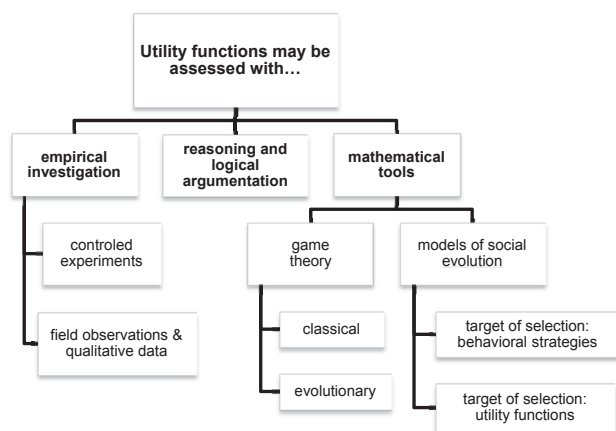 Utility functions may be
assessed with…
empirical
investigation
reasoning and
logical
argumentation
mathematical
tools
controled
experiments
game
theory
models of social
evolution
field observations &
qualitative data
classical
target of selection:
behavioral strategies
evolutionary
target of selection:
utility functions